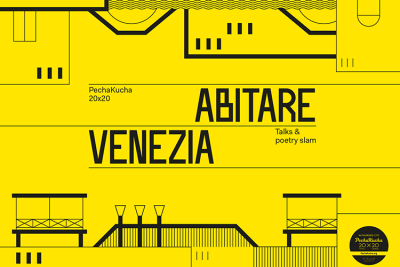 PechaKucha
20x20
ABITARE
VENEZIA
Talks &
poetry slam
PechaKucha
20X20